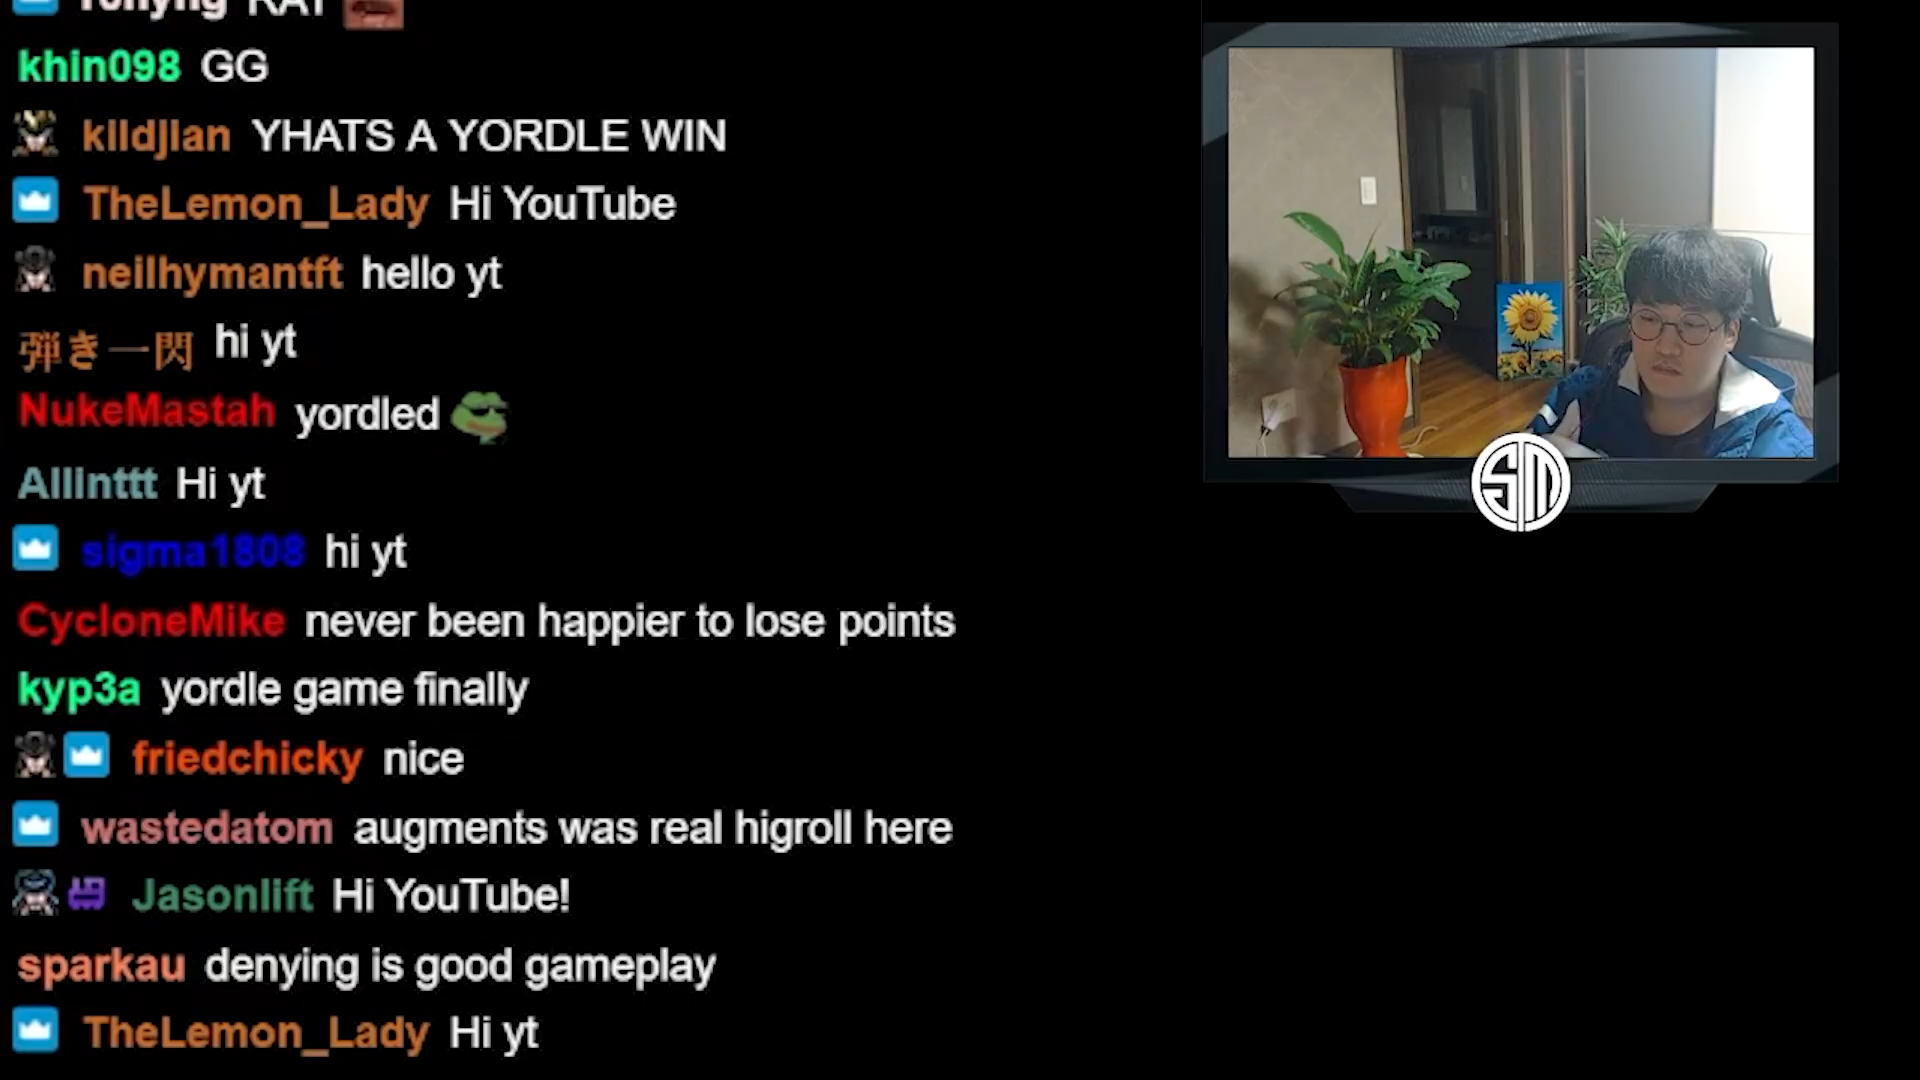 RAT
khin098 GG
kildjian YHATS A YORDLE WIN
TheLemon_Lady Hi YouTube
neilhymantft hello yt
弾き一閃 hi yt
NukeMastah yordled
Allinttt Hi yt
sigma1808 hi yt
CycloneMike never been happier to lose points
kyp3a yordle game finally
friedchicky nice
wastedatom augments was real higroll here
Jasonlift Hi YouTube!
sparkau denying is good gameplay
TheLemon_Lady Hi yt